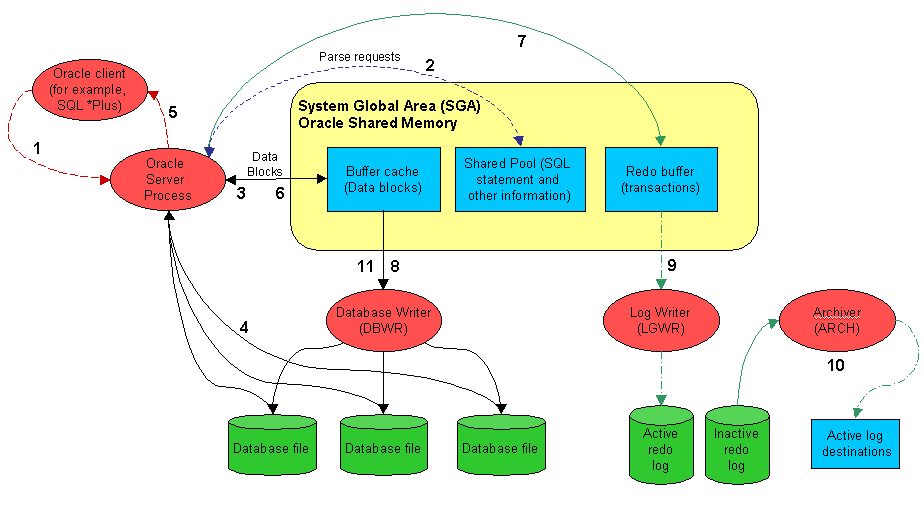 7
Parse requests
2
Oracle client
(for example,
SQL *Plus)
5
1
System Global Area (SGA)
Oracle Shared Memory
Oracle
Server
Process
Data
Blocks
3
6
Buffer cache
(Data blocks)
Shared Pool (SQL
statement and
other information)
Redo buffer
(transactions)
11
8
9
Database Writer
(DBWR)
Log Writer
(LGWR)
Archiver
(ARCH)
4
10
Database file
Database file
Database file
Active
redo
log
Inactive
redo
log
Active log
destinations